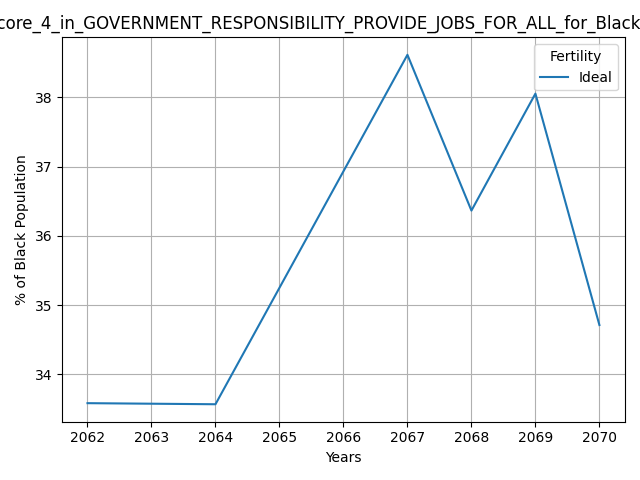 core_4_in_GOVERNMENT_RESPONSIBILITY_PROVIDE_JOBS_FOR_ALL_for_Black
Fertility
Ideal
38
37
36
35
34
% of Black Population
2062 2063 2064 2065 2066 2067 2068 2069 2070
Years